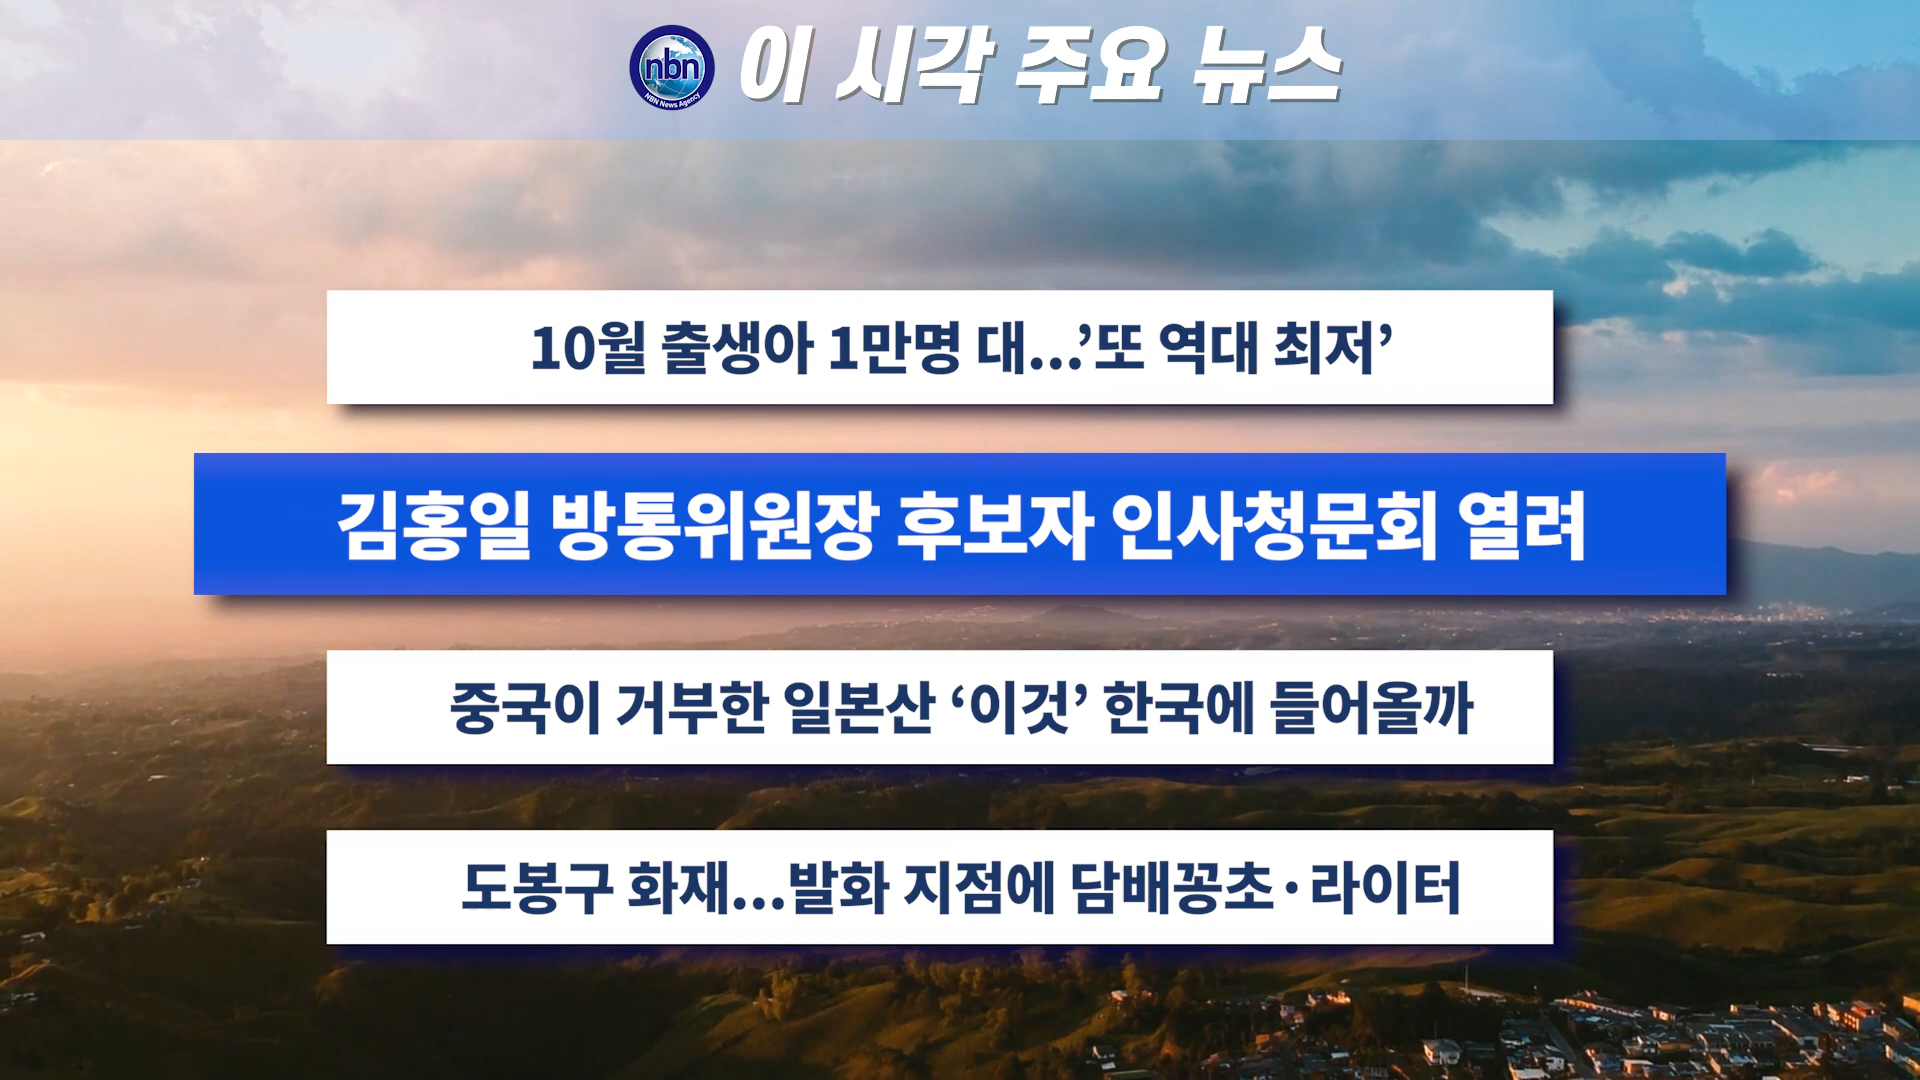 nbn
NBN News Agency
이 시각 주요 뉴스
10월 출생아 1만명 대...’또 역대 최저’
김홍일 방통위원장 후보자 인사청문회 열려
중국이 거부한 일본산 ‘이것’ 한국에 들어올까
도봉구 화재...발화 지점에 담배꽁초·라이터